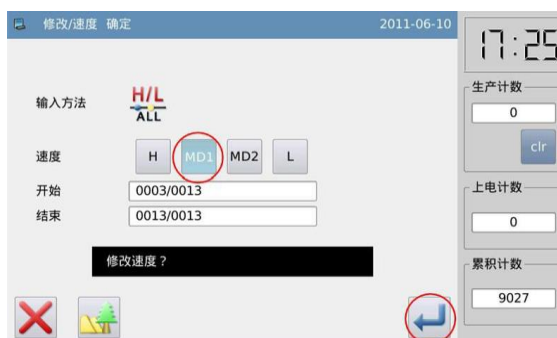 修改/速度 确定 2011-06-10
17:25
输入方法 H/L ALL
速度 H MD1 MD2 L
开始 0003/0013
结束 0013/0013
修改速度？
生产计数
0
clr
上电计数
0
累积计数
9027